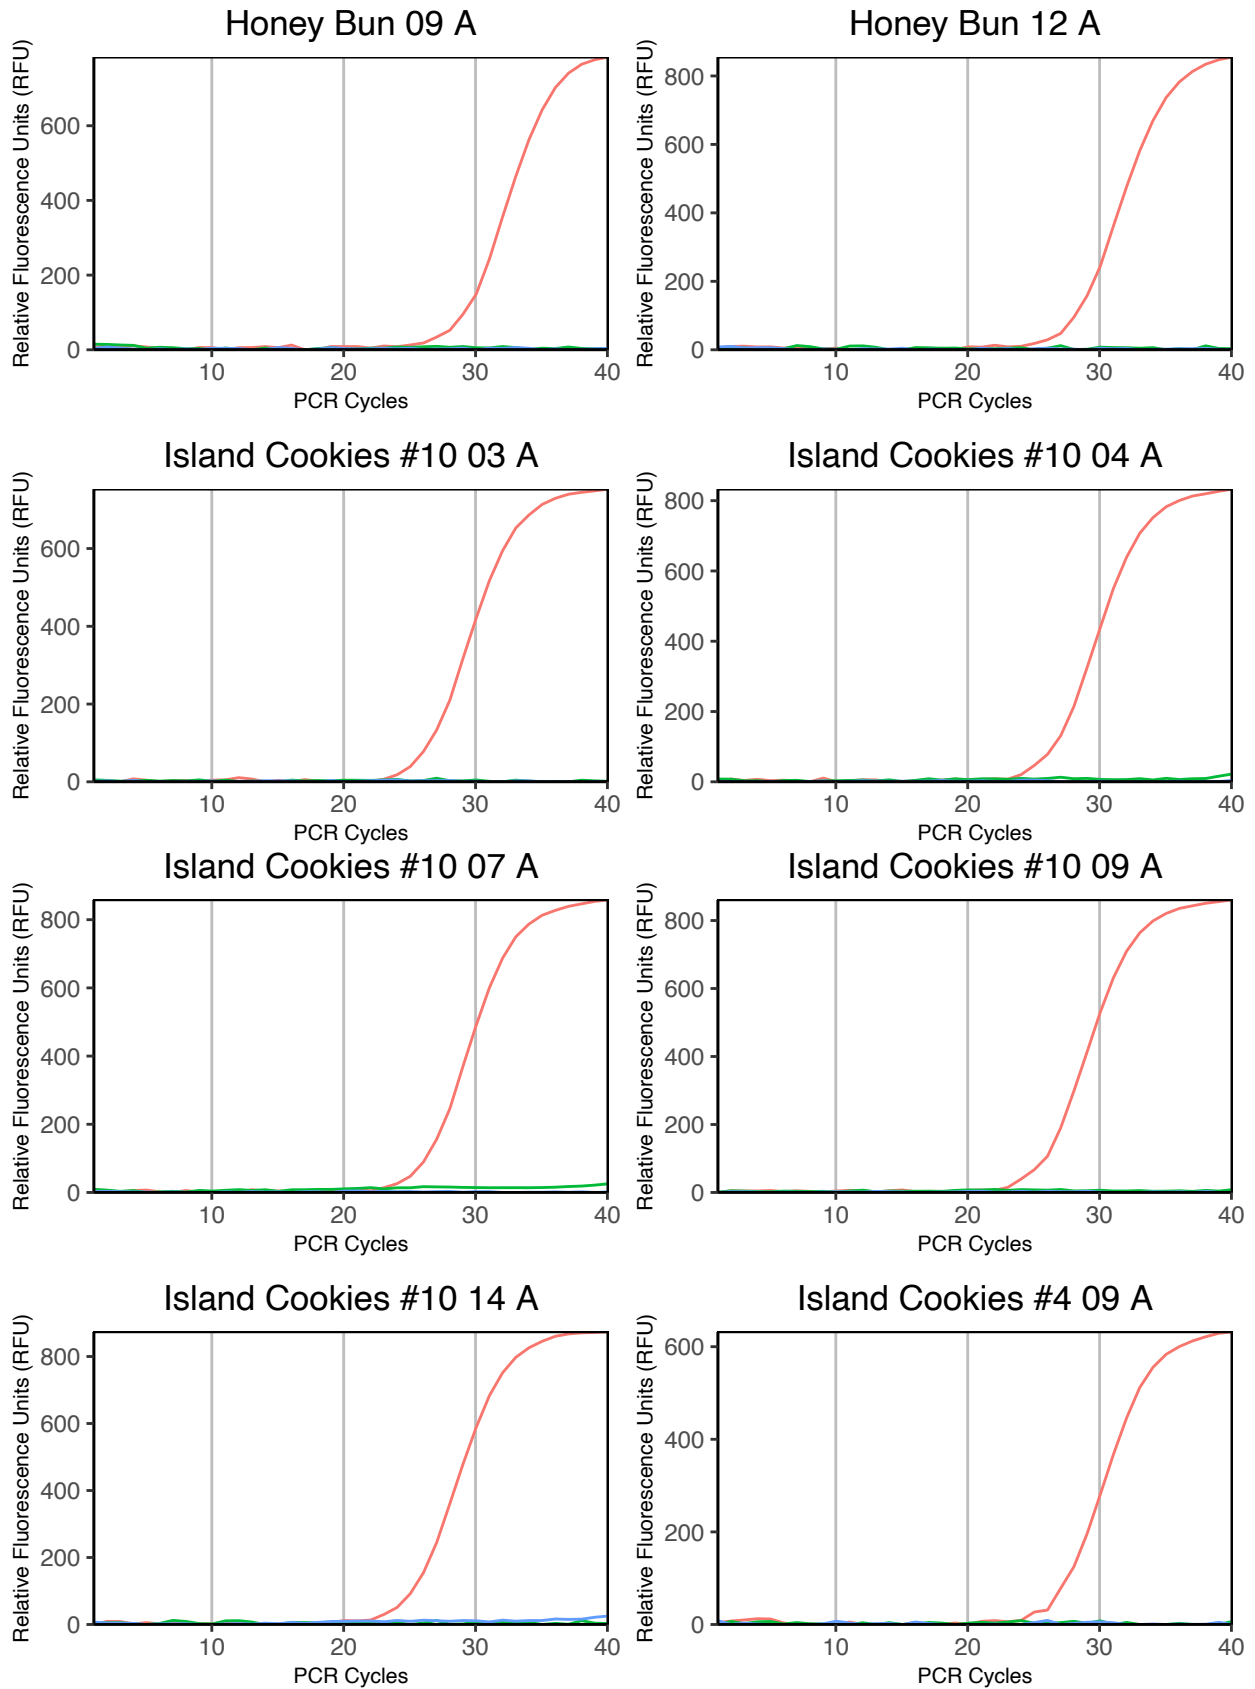 Honey Bun 09 A
Relative Fluorescence Units (RFU)
600
400
200
0
10
20
30
40
PCR Cycles
Honey Bun 12 A
Relative Fluorescence Units (RFU)
800
600
400
200
0
10
20
30
40
PCR Cycles
Island Cookies #10 03 A
Relative Fluorescence Units (RFU)
600
400
200
0
10
20
30
40
PCR Cycles
Island Cookies #10 04 A
Relative Fluorescence Units (RFU)
800
600
400
200
0
10
20
30
40
PCR Cycles
Island Cookies #10 07 A
Relative Fluorescence Units (RFU)
800
600
400
200
0
10
20
30
40
PCR Cycles
Island Cookies #10 09 A
Relative Fluorescence Units (RFU)
800
600
400
200
0
10
20
30
40
PCR Cycles
Island Cookies #10 14 A
Relative Fluorescence Units (RFU)
800
600
400
200
0
10
20
30
40
PCR Cycles
Island Cookies #4 09 A
Relative Fluorescence Units (RFU)
600
400
200
0
10
20
30
40
PCR Cycles